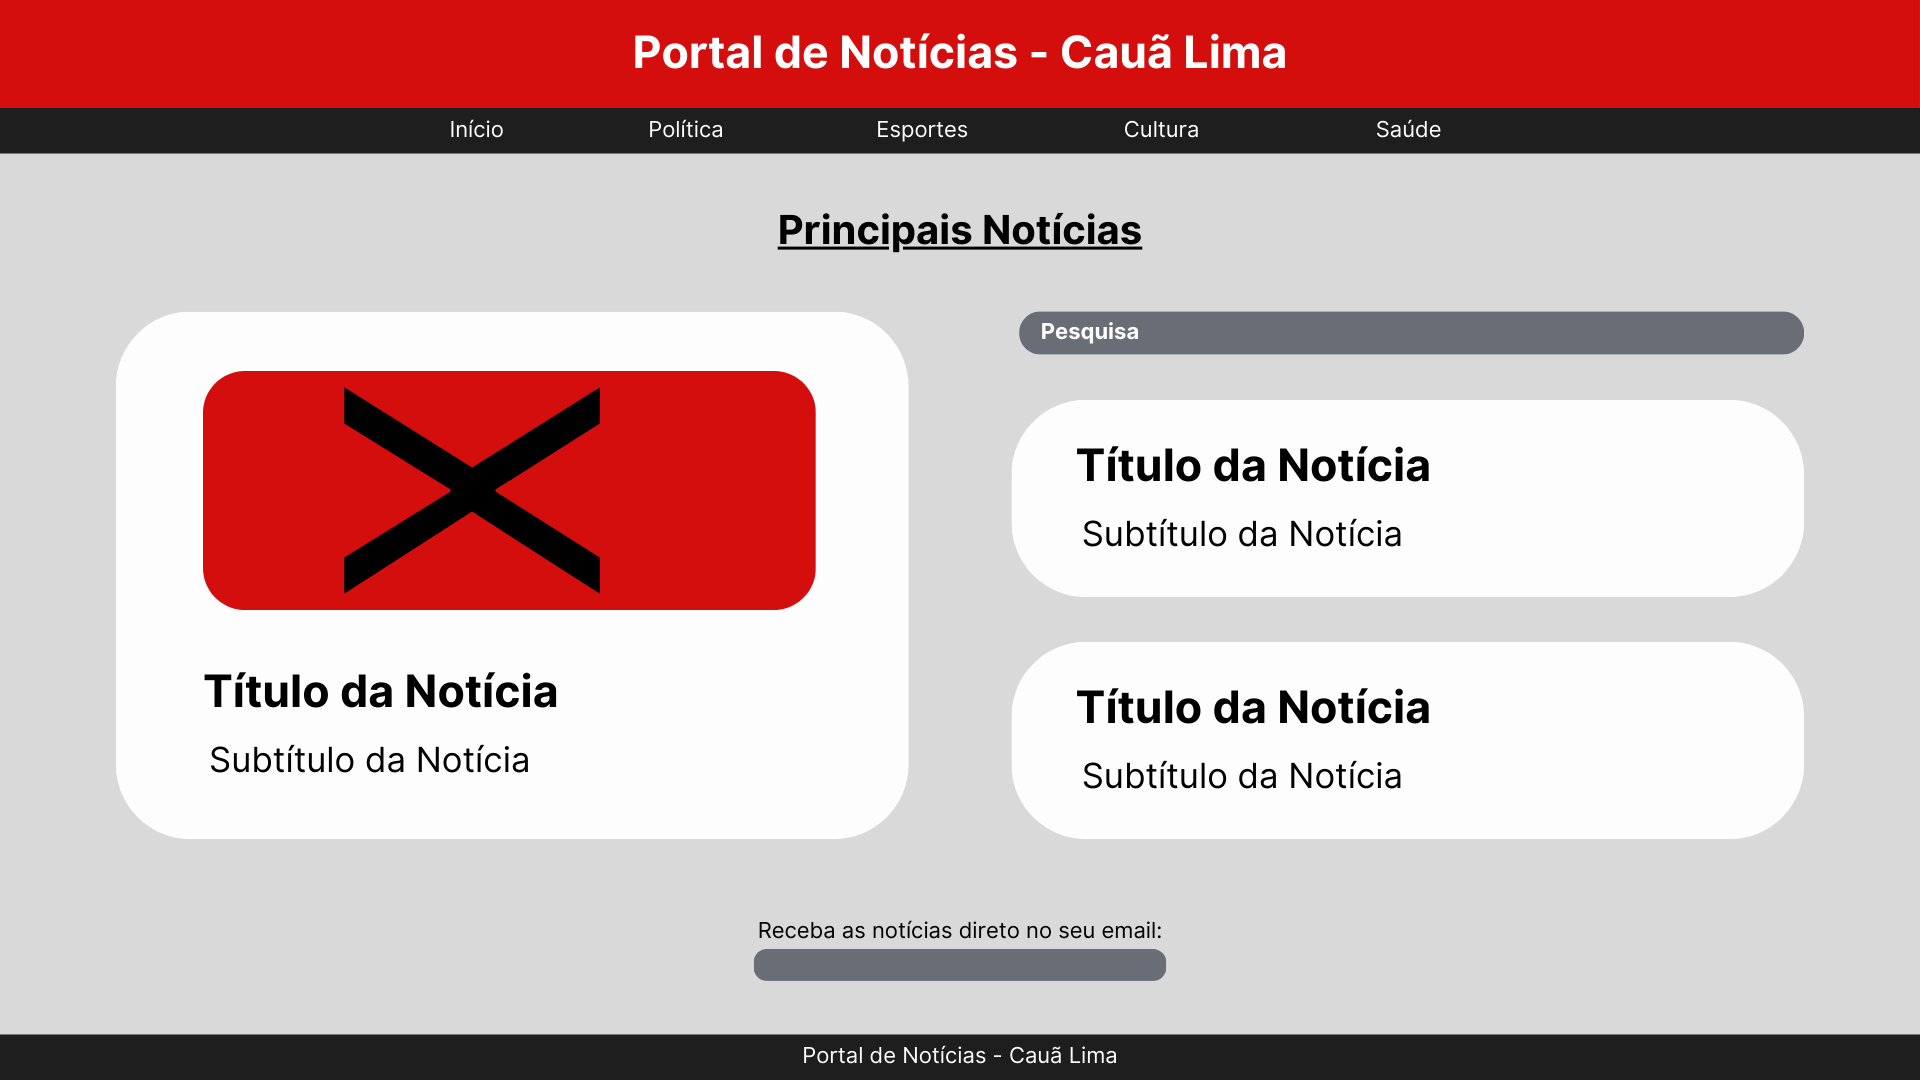 Portal de Notícias - Cauã Lima
Início Política Esportes Cultura Saúde
Principais Notícias
Título da Notícia
Subtítulo da Notícia
Pesquisa
Título da Notícia
Subtítulo da Notícia
Título da Notícia
Subtítulo da Notícia
Receba as notícias direto no seu email:
Portal de Notícias - Cauã Lima